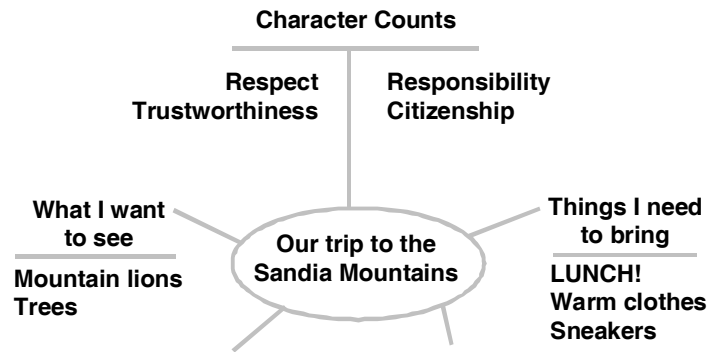 Character Counts
Respect
Trustworthiness
Responsibility
Citizenship
What I want
to see
Mountain lions
Trees
Our trip to the
Sandia Mountains
Things I need
to bring
LUNCH!
Warm clothes
Sneakers